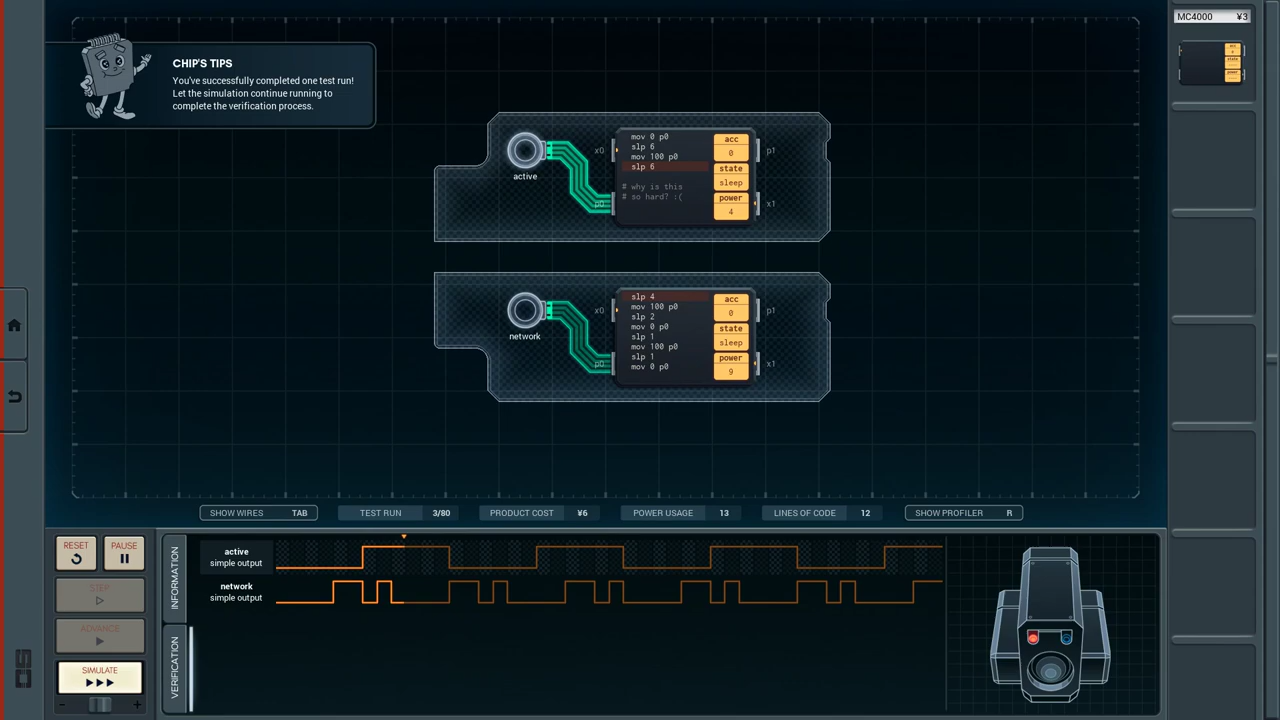 MC4000 ¥3
acc
0
state
power
CHIP'S TIPS
You've successfully completed one test run!
Let the simulation continue running to
complete the verification process.
active
x0
p0
mov 0 p0
slp 6
mov 100 p0
slp 6
# why is this
# so hard? :(
acc
0
state
sleep
power
4
p1
x1
network
x0
p0
slp 4
mov 100 p0
slp 2
mov 0 p0
slp 1
mov 100 p0
slp 1
mov 0 p0
acc
0
state
sleep
power
9
p1
x1
SHOW WIRES TAB
TEST RUN 3/80
PRODUCT COST ¥6
POWER USAGE 13
LINES OF CODE 12
SHOW PROFILER R
RESET
PAUSE
STEP
ADVANCE
SIMULATE
- +
INFORMATION
VERIFICATION
active
simple output
network
simple output